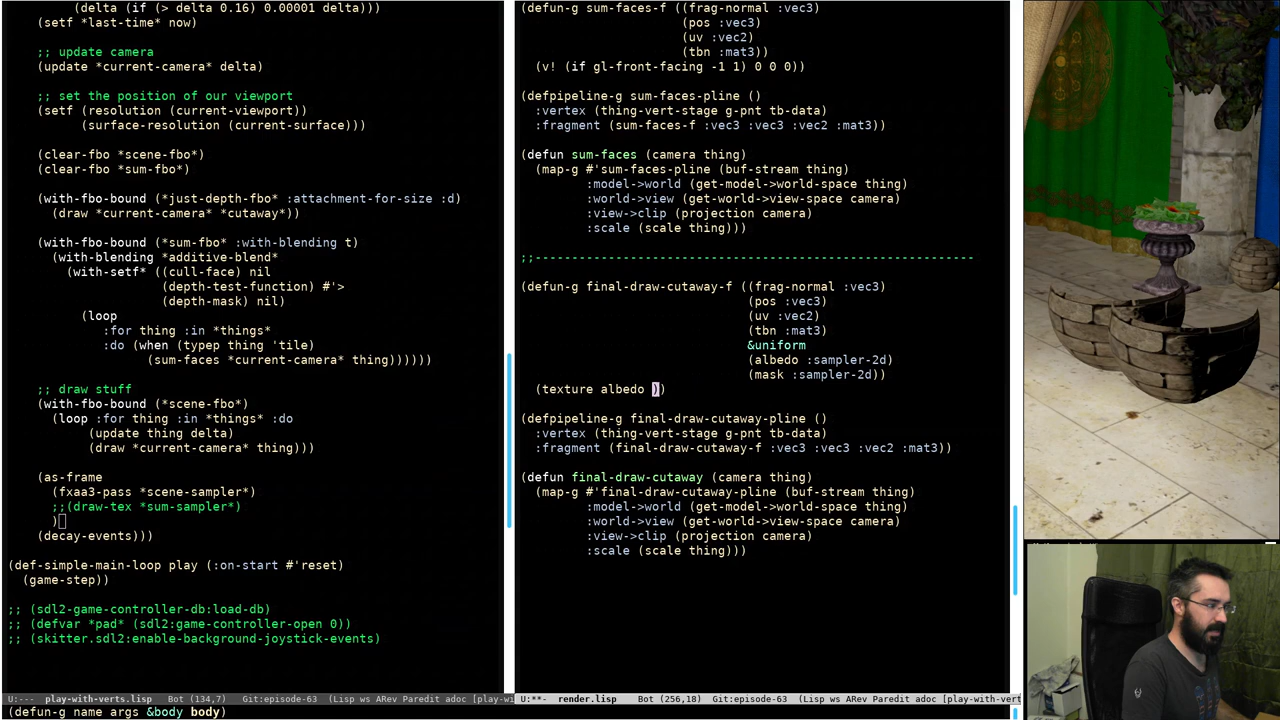 (delta (if (> delta 0.16) 0.00001 delta)))
    (setf *last-time* now)

    ;; update camera
    (update *current-camera* delta)

    ;; set the position of our viewport
    (setf (resolution (current-viewport))
          (surface-resolution (current-surface)))

    (clear-fbo *scene-fbo*)
    (clear-fbo *sum-fbo*)

    (with-fbo-bound (*just-depth-fbo* :attachment-for-size :d)
      (draw *current-camera* *cutaway*))

    (with-fbo-bound (*sum-fbo* :with-blending t)
      (with-blending *additive-blend*
        (with-setf* ((cull-face) nil
                     (depth-test-function) #'>
                     (depth-mask) nil)
          (loop
             :for thing :in *things*
             :do (when (typep thing 'tile)
                   (sum-faces *current-camera* thing))))))

    ;; draw stuff
    (with-fbo-bound (*scene-fbo*)
      (loop :for thing :in *things* :do
           (update thing delta)
           (draw *current-camera* thing)))

    (as-frame
      (fxaa3-pass *scene-sampler*)
      ;;(draw-tex *sum-sampler*)
      )
    (decay-events)))

(def-simple-main-loop play (:on-start #'reset)
  (game-step))

;; (sdl2-game-controller-db:load-db)
;; (defvar *pad* (sdl2:game-controller-open 0))
;; (skitter.sdl2:enable-background-joystick-events)
U:---  play-with-verts.lisp   Bot (134,7)    Git:episode-63  (Lisp ws ARev Paredit adoc [play-wi
(defun-g sum-faces-f ((frag-normal :vec3)
                      (pos :vec3)
                      (uv :vec2)
                      (tbn :mat3))
  (v! (if gl-front-facing -1 1) 0 0 0))

(defpipeline-g sum-faces-pline ()
  :vertex (thing-vert-stage g-pnt tb-data)
  :fragment (sum-faces-f :vec3 :vec3 :vec2 :mat3))

(defun sum-faces (camera thing)
  (map-g #'sum-faces-pline (buf-stream thing)
         :model->world (get-model->world-space thing)
         :world->view (get-world->view-space camera)
         :view->clip (projection camera)
         :scale (scale thing)))

;;------------------------------------------------------------

(defun-g final-draw-cutaway-f ((frag-normal :vec3)
                               (pos :vec3)
                               (uv :vec2)
                               (tbn :mat3)
                               &uniform
                               (albedo :sampler-2d)
                               (mask :sampler-2d))
  (texture albedo ))

(defpipeline-g final-draw-cutaway-pline ()
  :vertex (thing-vert-stage g-pnt tb-data)
  :fragment (final-draw-cutaway-f :vec3 :vec3 :vec2 :mat3))

(defun final-draw-cutaway (camera thing)
  (map-g #'final-draw-cutaway-pline (buf-stream thing)
         :model->world (get-model->world-space thing)
         :world->view (get-world->view-space camera)
         :view->clip (projection camera)
         :scale (scale thing)))
U:**-  render.lisp    Bot (256,18)  Git:episode-63  (Lisp ws ARev Paredit adoc [play-with-vert
(defun-g name args &body body)